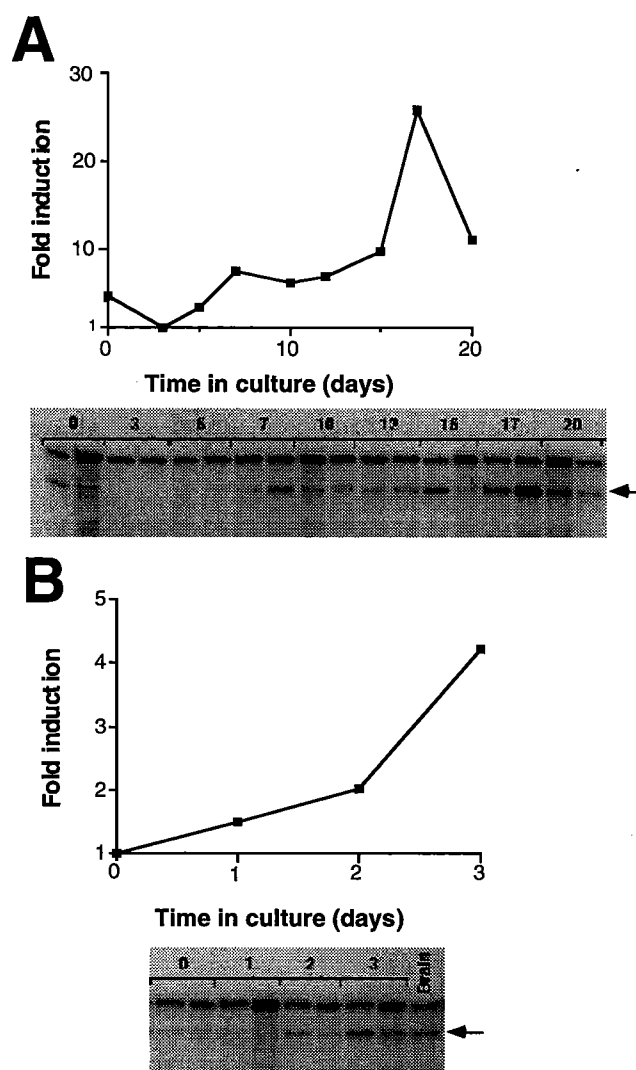 A
Fold induction
30
20
10
1
0 10 20
Time in culture (days)
0 3 5 7 10 12 15 17 20
B
Fold induction
5
4
3
2
1
0 1 2 3
Time in culture (days)
0 1 2 3 Brain